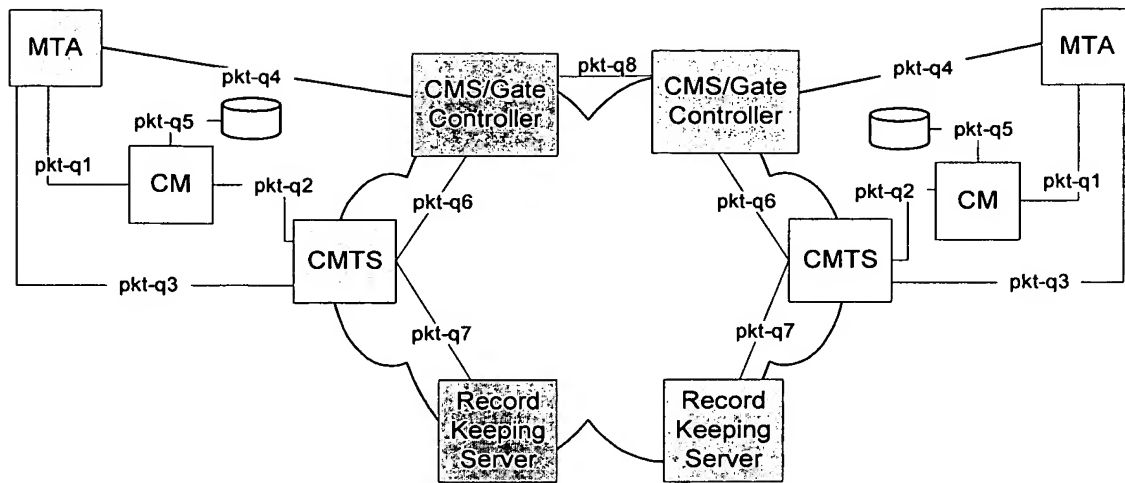 MTA
MTA
pkt-q4
CMS/Gate
Controller
pkt-q8
CMS/Gate
Controller
pkt-q4
pkt-q5
pkt-q5
pkt-q1
CM
pkt-q2
pkt-q6
pkt-q6
pkt-q2
CM
pkt-q1
CMTS
CMTS
pkt-q3
pkt-q3
pkt-q7
pkt-q7
Record
Keeping
Server
Record
Keeping
Server